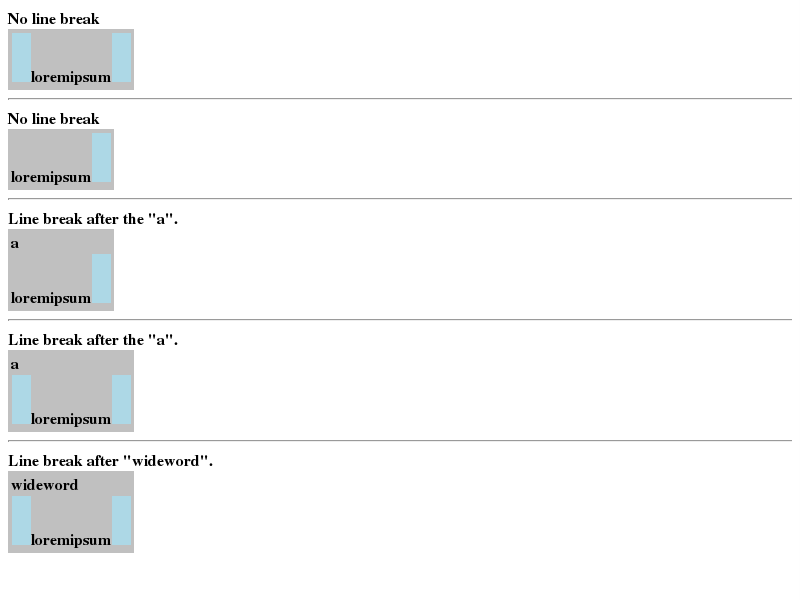 No line break
loremipsum
No line break
loremipsum
Line break after the "a".
a
loremipsum
Line break after the "a".
a
loremipsum
Line break after "wideword".
wideword
loremipsum